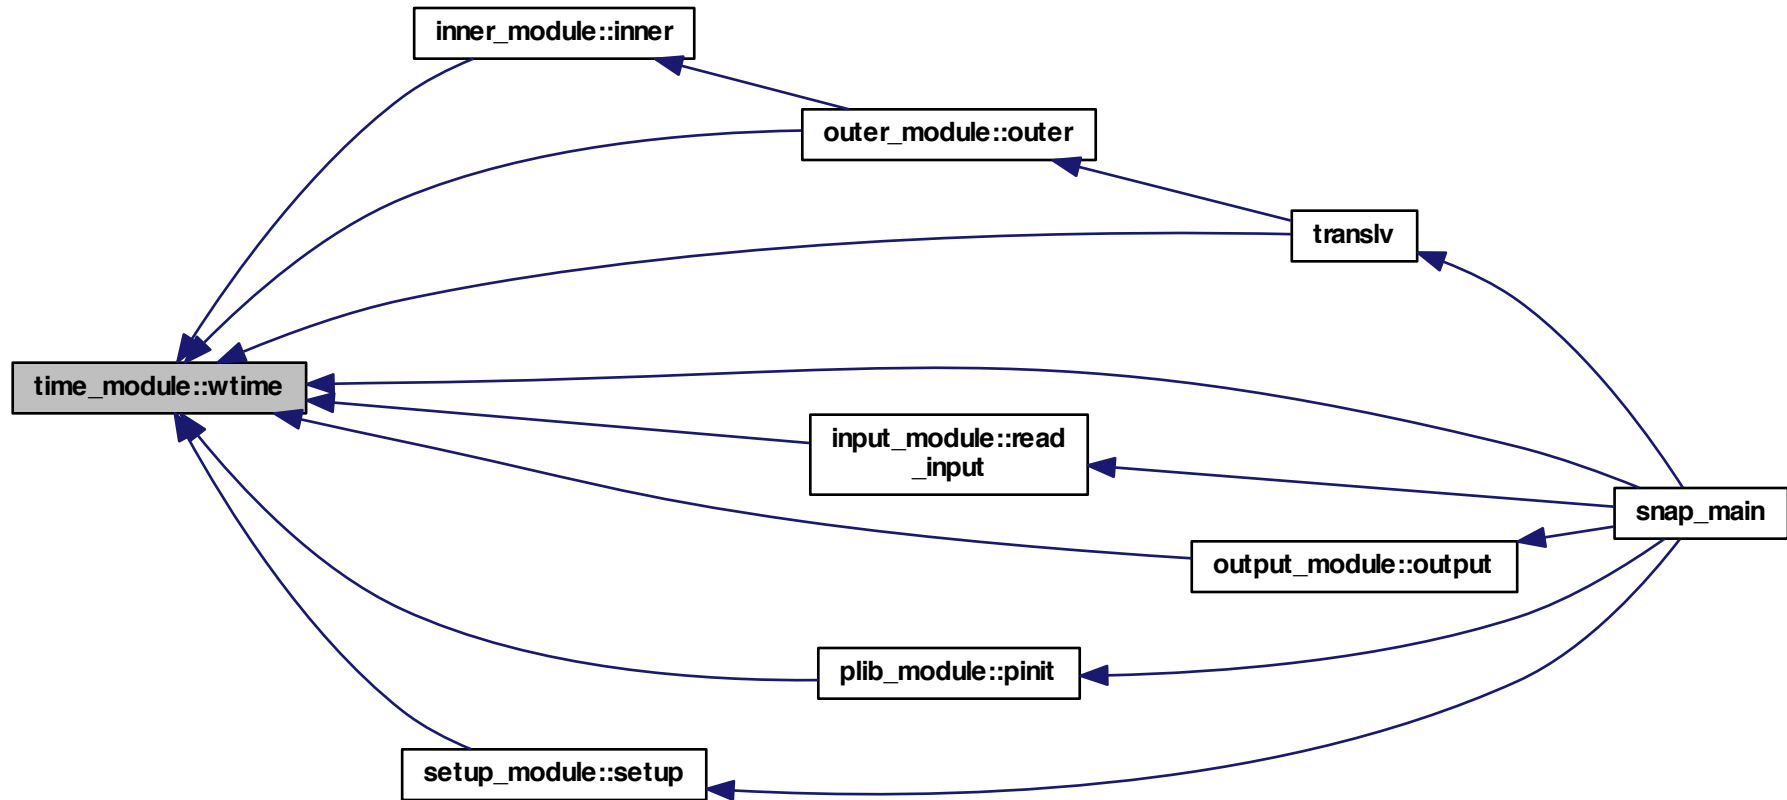 inner_module::inner
outer_module::outer
translv
time_module::wtime
input_module::read
_input
snap_main
output_module::output
plib_module::pinit
setup_module::setup